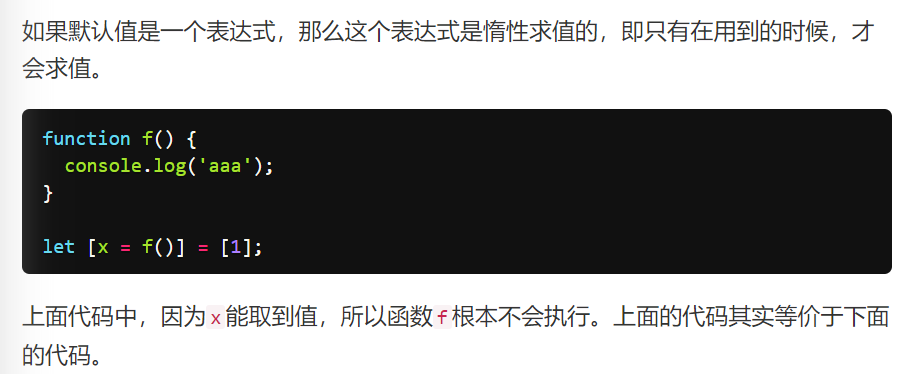 如果默认值是一个表达式，那么这个表达式是惰性求值的，即只有在用到的时候，才
会求值。
function f() {
  console.log('aaa');
}
let [x = f()] = [1];
上面代码中，因为x能取到值，所以函数f根本不会执行。上面的代码其实等价于下面
的代码。